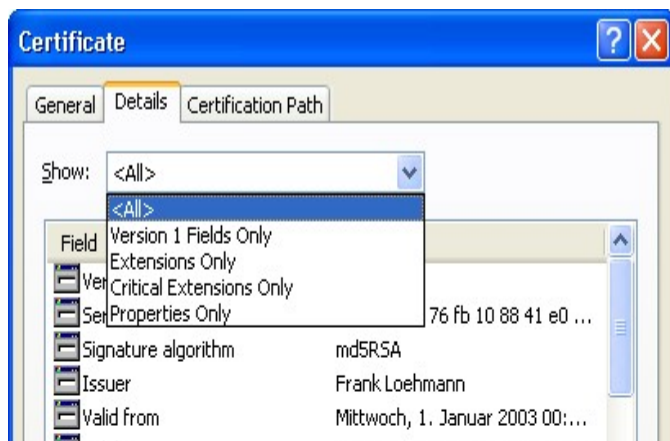 Certificate
General Details Certification Path
Show: <All>
<All>
Field
Version 1 Fields Only
Extensions Only
Ver
Critical Extensions Only
Ser Properties Only 76 fb 10 88 41 e0 ...
Signature algorithm md5RSA
Issuer Frank Loehmann
Valid from Mittwoch, 1. Januar 2003 00:...